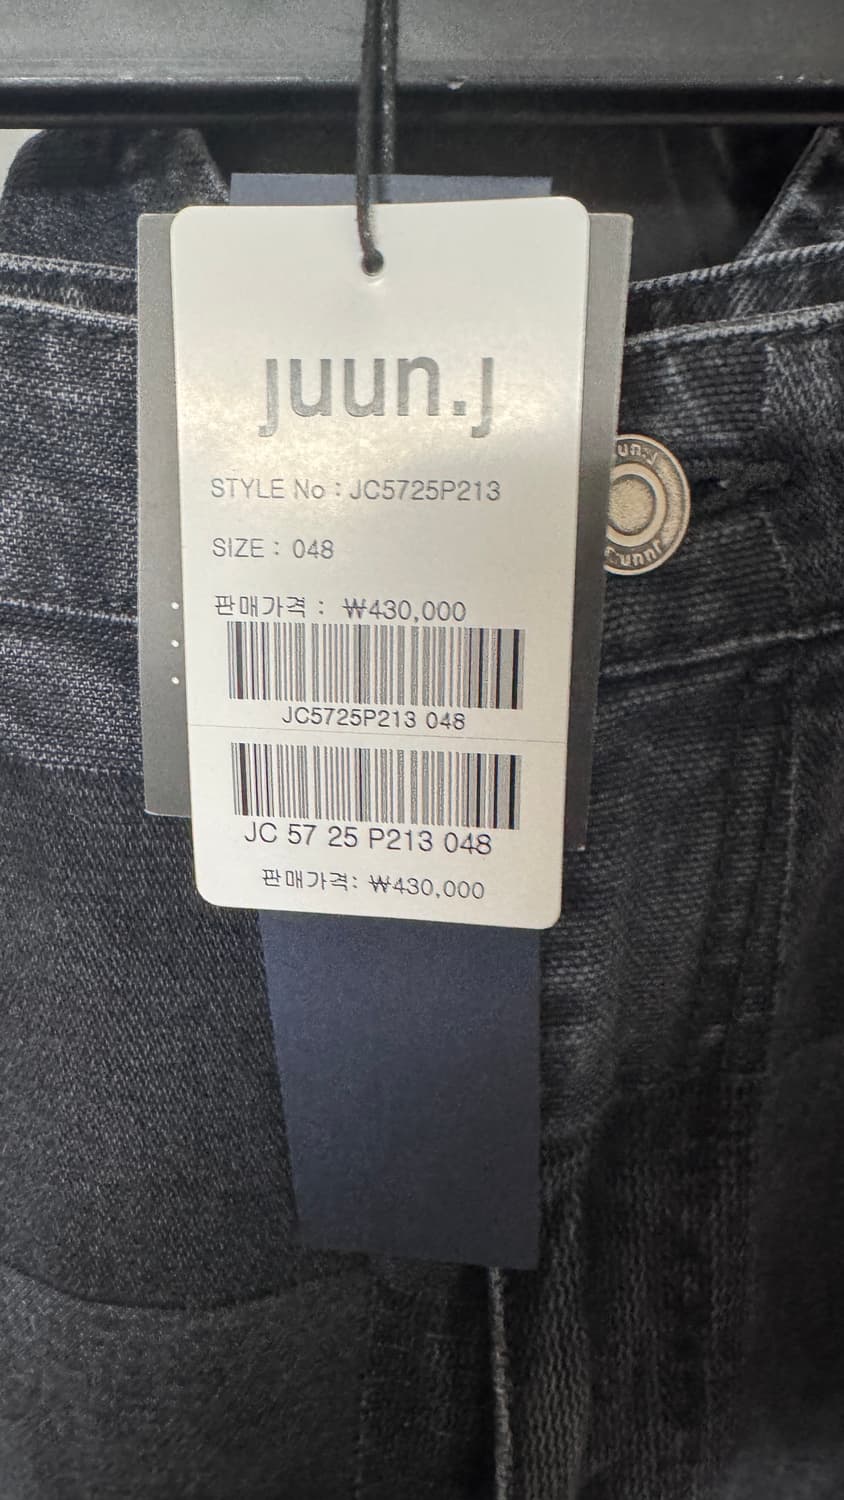 juun.j
STYLE No : JC5725P213
SIZE : 048
판매가격 : ₩430,000
JC5725P213 048
JC 57 25 P213 048
판매가격: ₩430,000